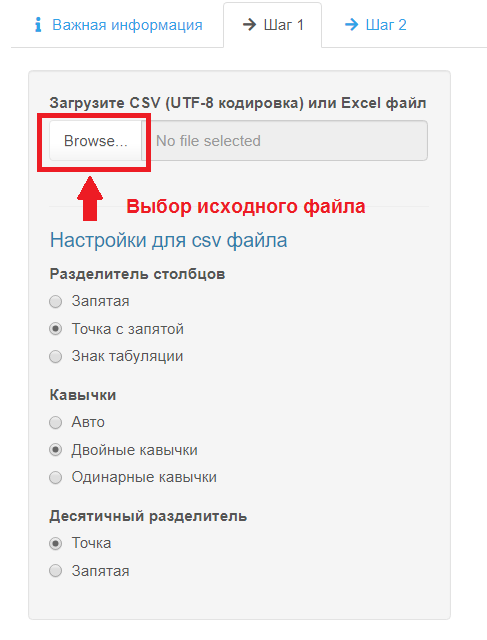 Важная информация Шаг 1 Шаг 2
Загрузите CSV (UTF-8 кодировка) или Excel файл
Browse... No file selected
Выбор исходного файла
Настройки для csv файла
Разделитель столбцов
Запятая
Точка с запятой
Знак табуляции
Кавычки
Авто
Двойные кавычки
Одинарные кавычки
Десятичный разделитель
Точка
Запятая